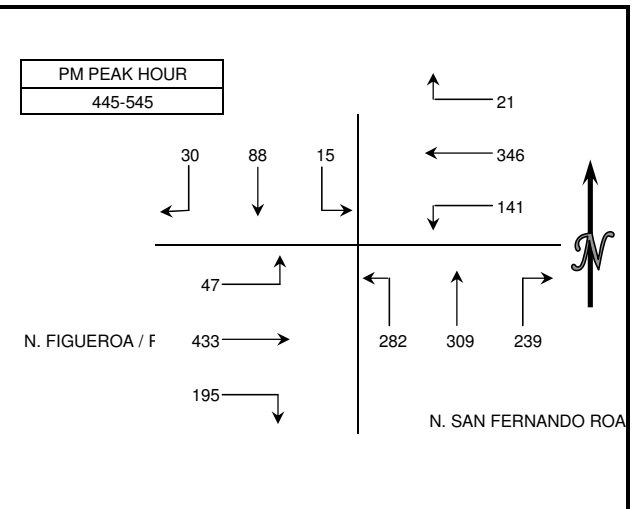 PM PEAK HOUR
445-545
21
30 88 15
346
141
47
N. FIGUEROA / F
433
282 309 239
195
N. SAN FERNANDO ROA
N